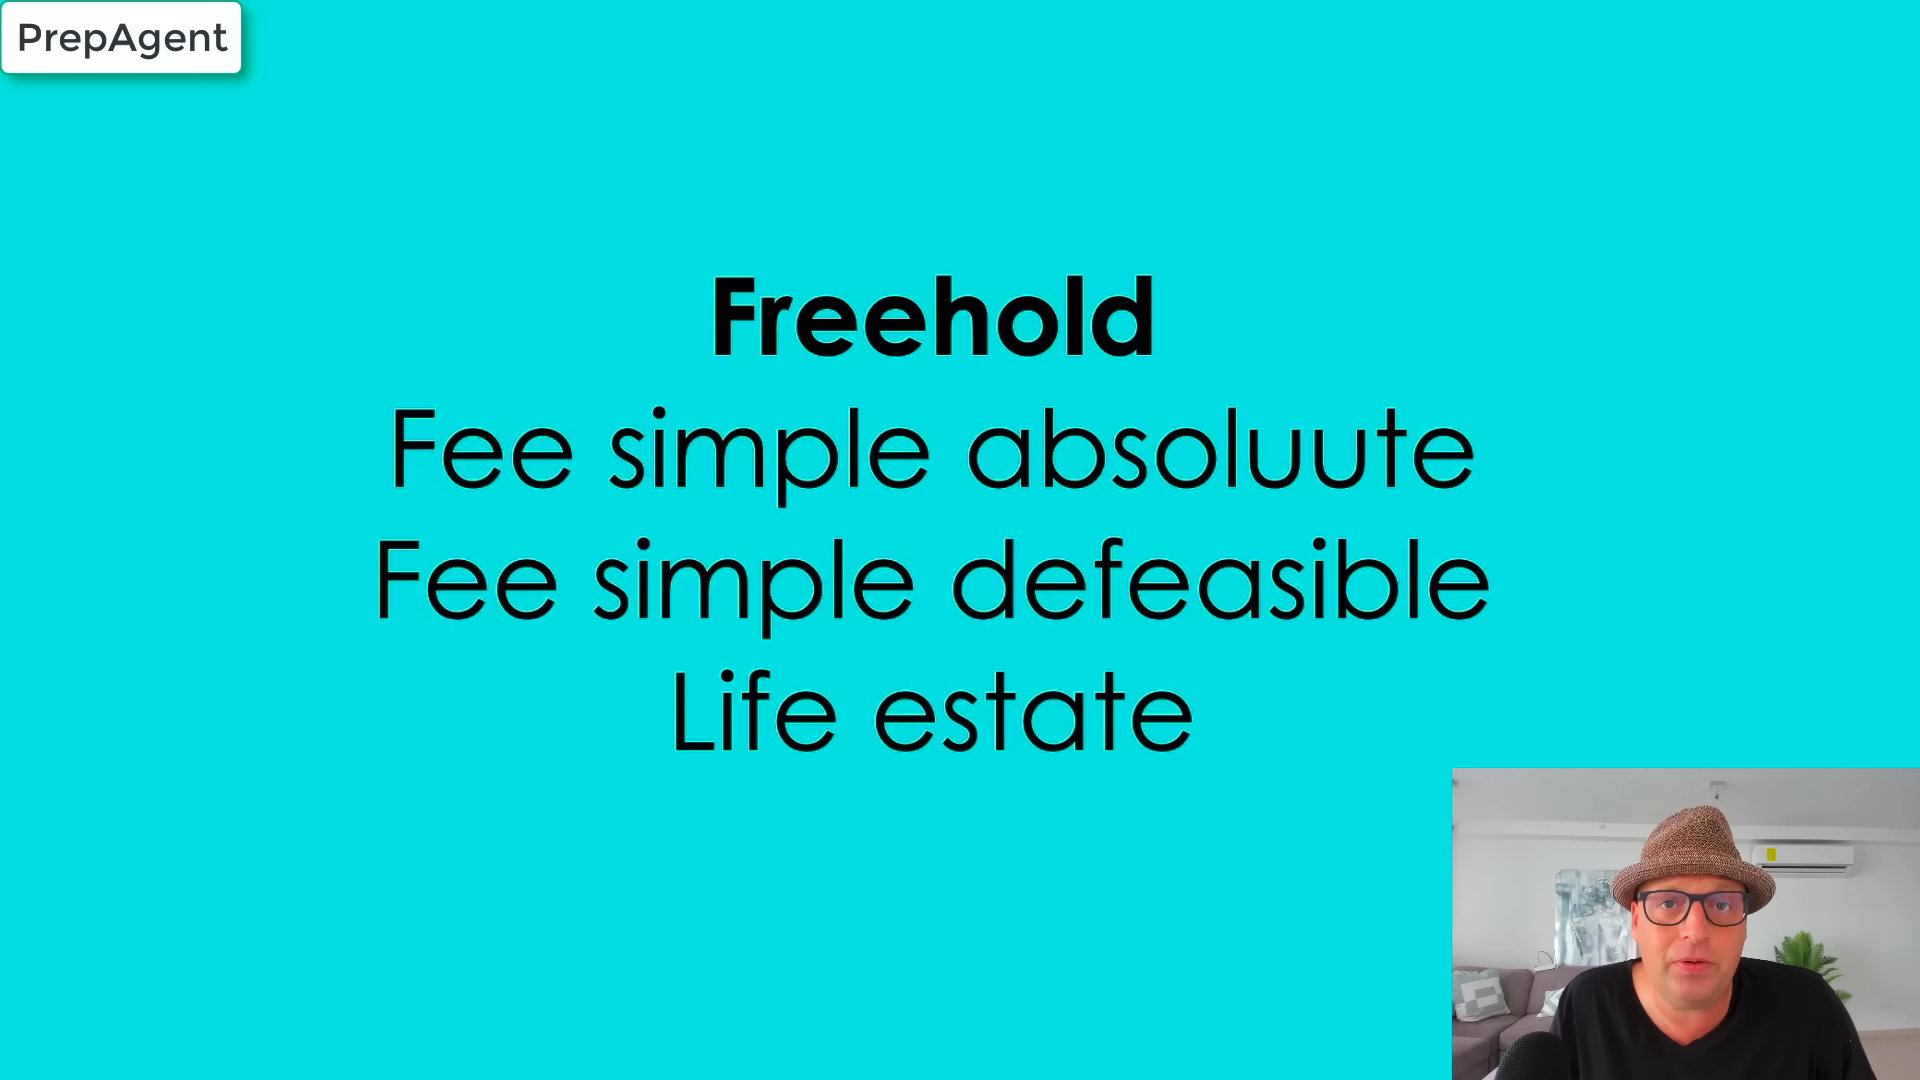 PrepAgent
Freehold
Fee simple absoluute
Fee simple defeasible
Life estate